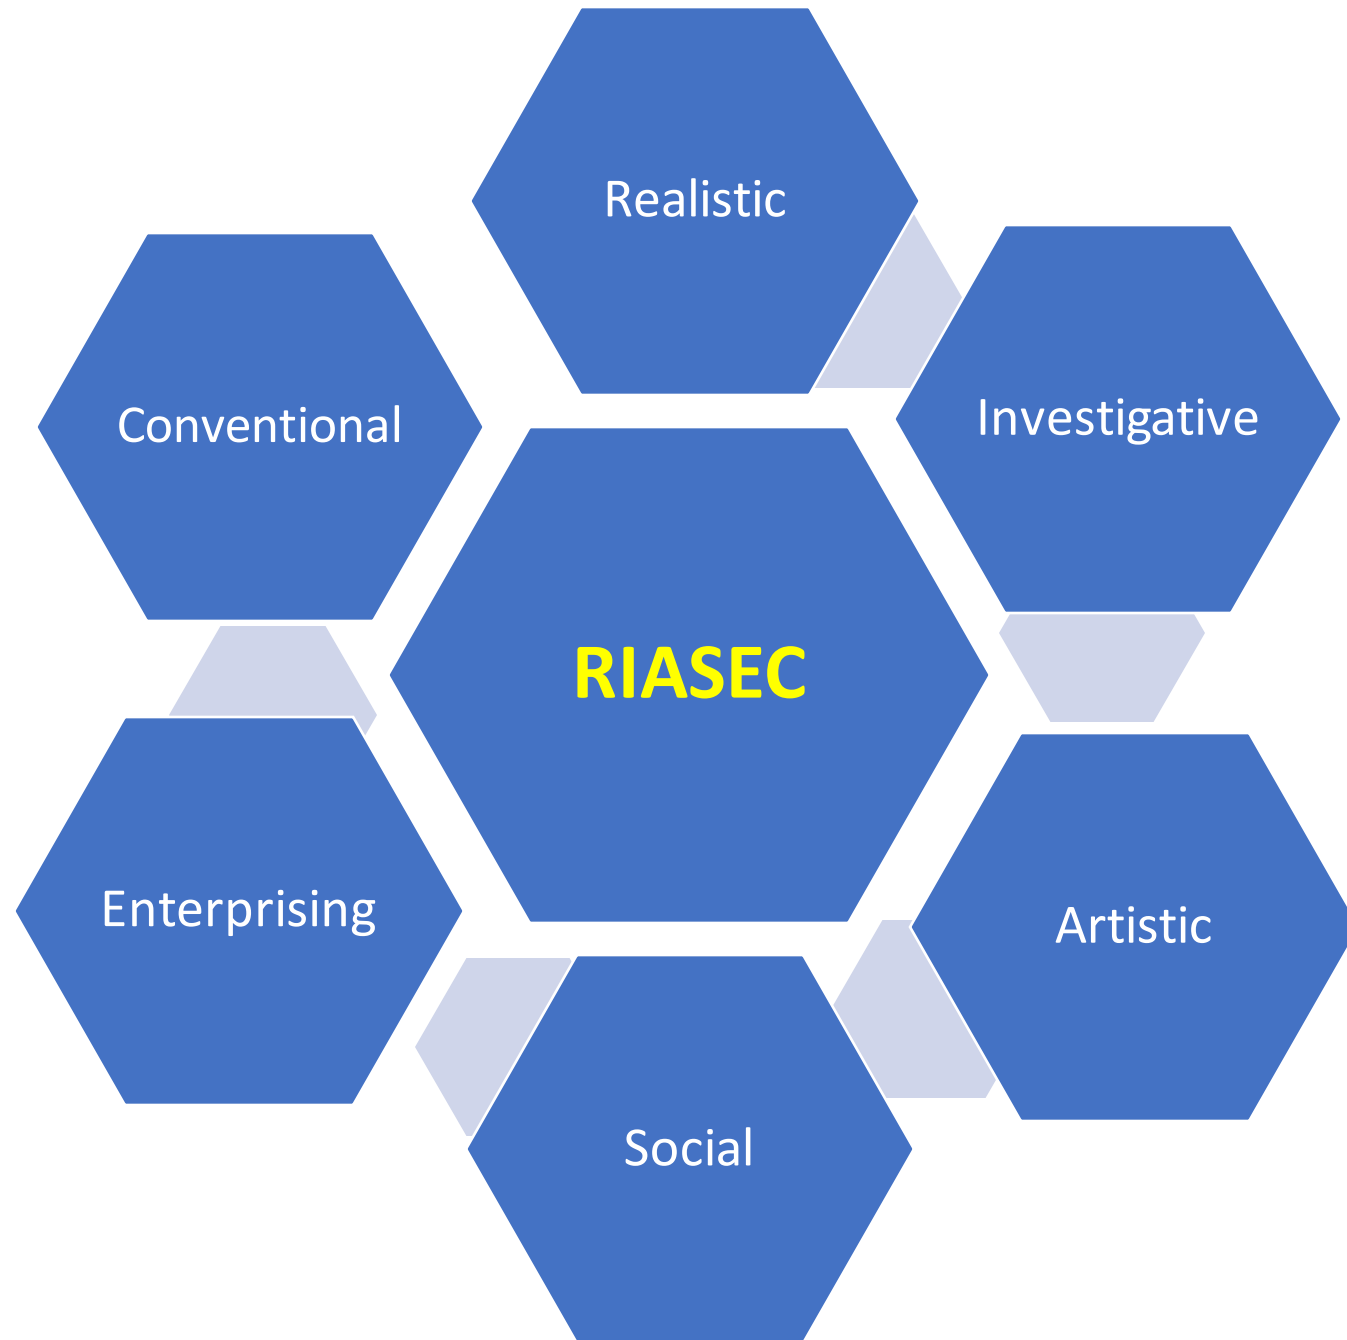 Realistic
Investigative
Conventional
RIASEC
Enterprising
Artistic
Social